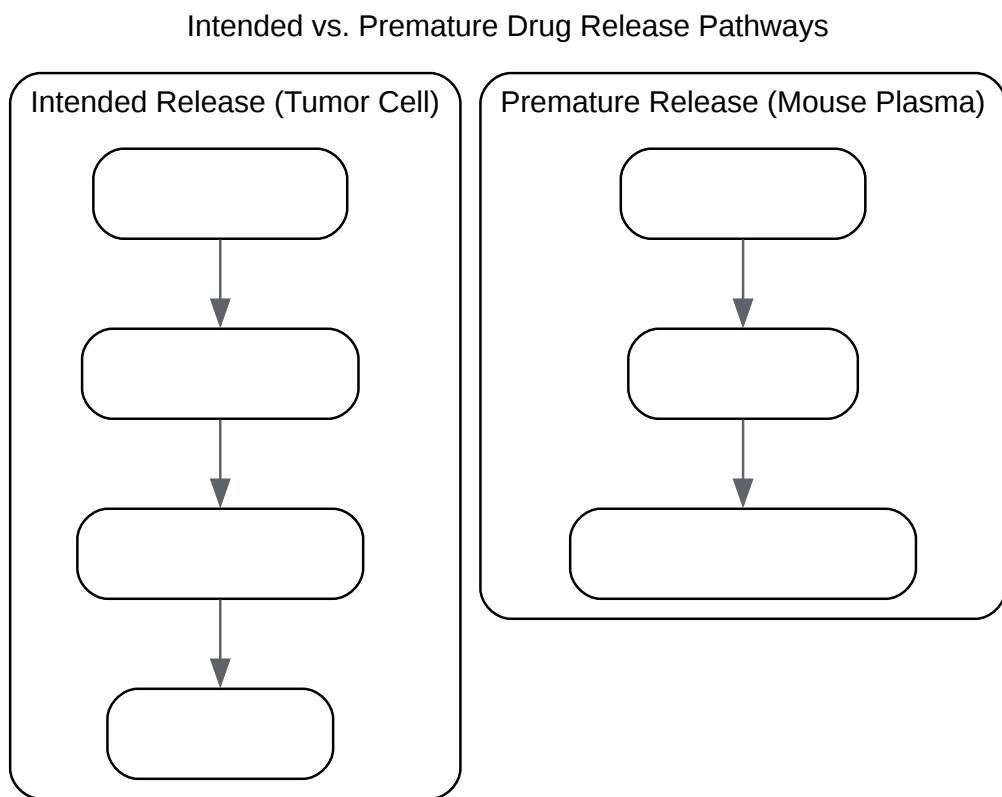 Intended vs. Premature Drug Release Pathways
Intended Release (Tumor Cell)
Premature Release (Mouse Plasma)